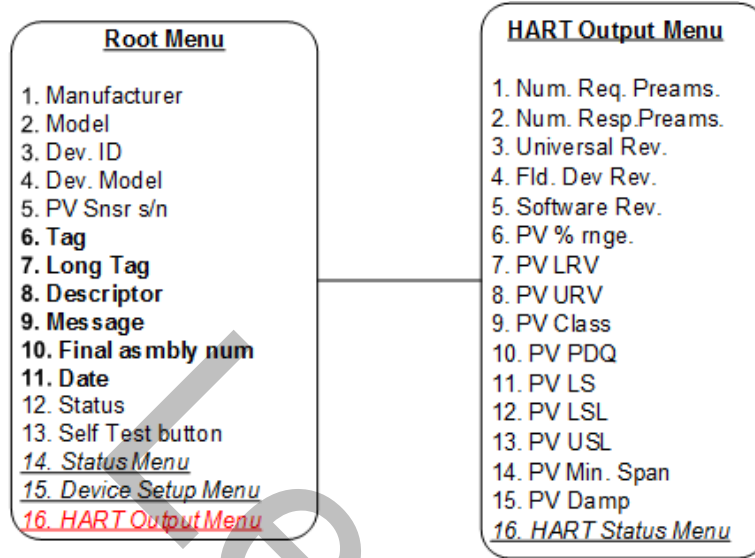 Root Menu
1. Manufacturer
2. Model
3. Dev. ID
4. Dev. Model
5. PV Snsr s/n
6. Tag
7. Long Tag
8. Descriptor
9. Message
10. Final asmbly num
11. Date
12. Status
13. Self Test button
14. Status Menu
15. Device Setup Menu
16. HART Output Menu
HART Output Menu
1. Num. Req. Preams.
2. Num. Resp.Preams.
3. Universal Rev.
4. Fld. Dev Rev.
5. Software Rev.
6. PV % rnge.
7. PV LRV
8. PV URV
9. PV Class
10. PV PDQ
11. PV LS
12. PV LSL
13. PV USL
14. PV Min. Span
15. PV Damp
16. HART Status Menu